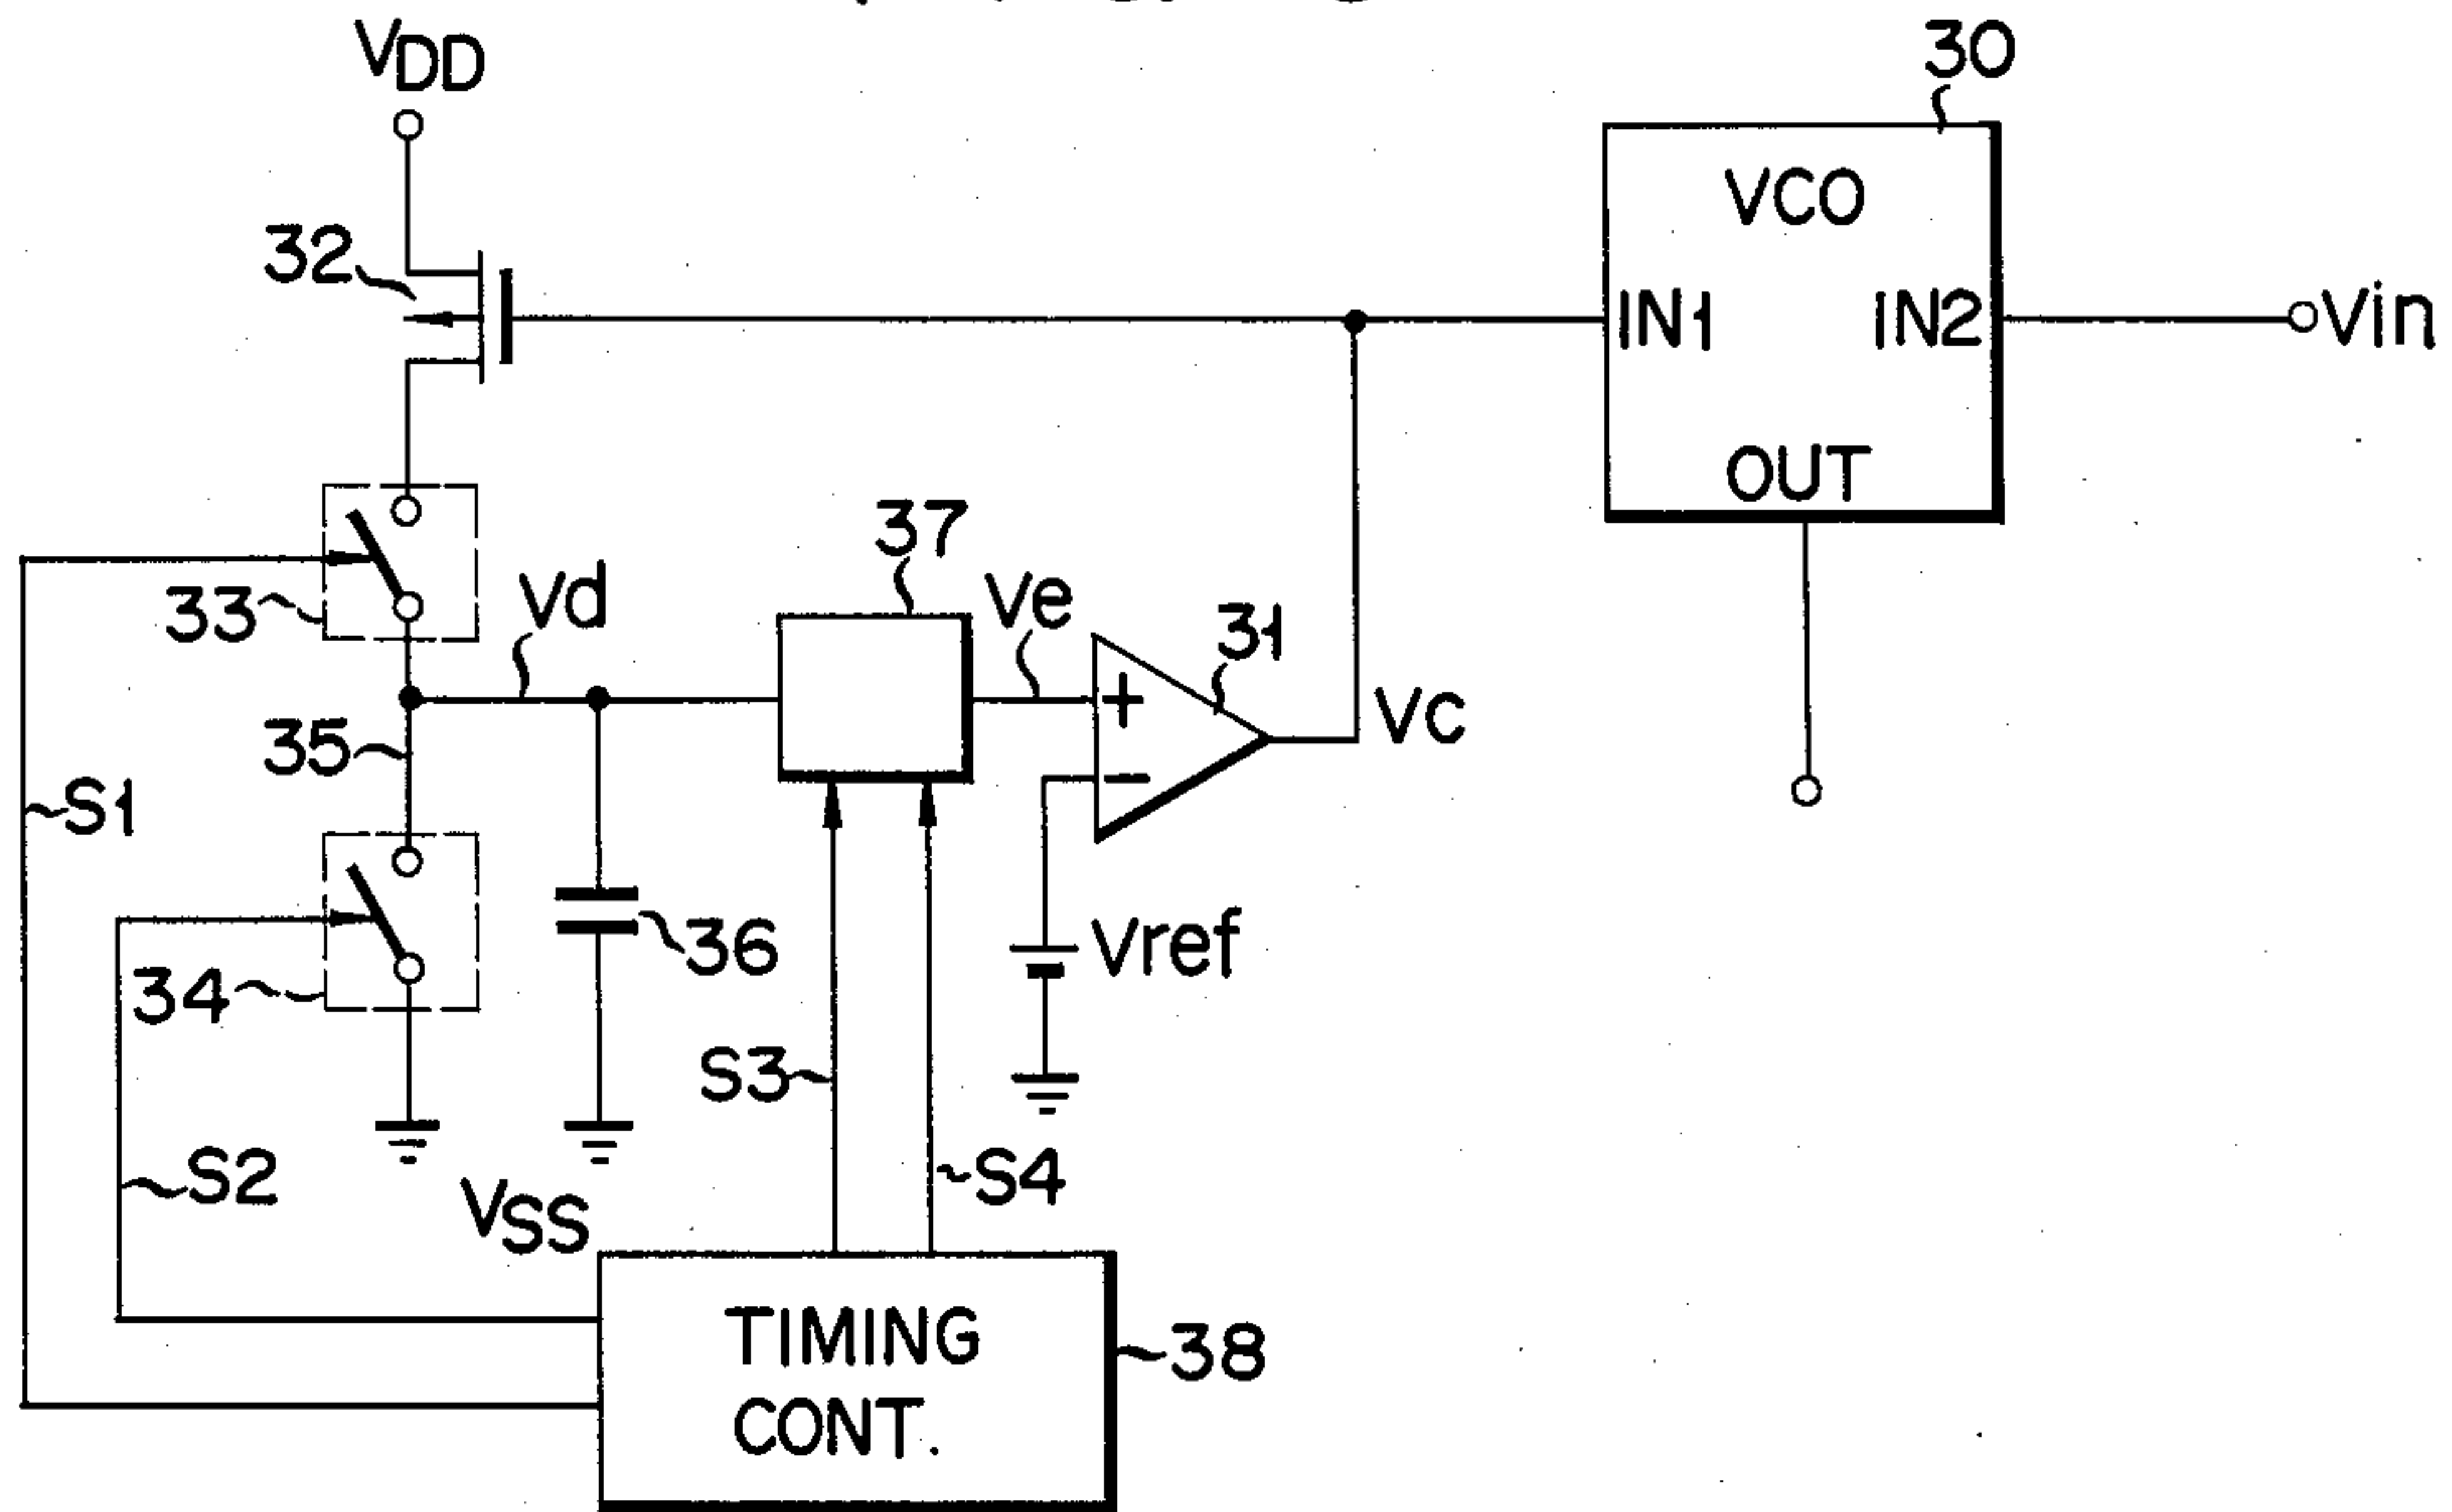 VDD
30
VCO
32
IN1
IN2
Vin
OUT
37
33
Vd
Ve
31
+
35
Vc
S1
−
36
Vref
34
S3
S2
S4
VSS
TIMING
CONT.
38